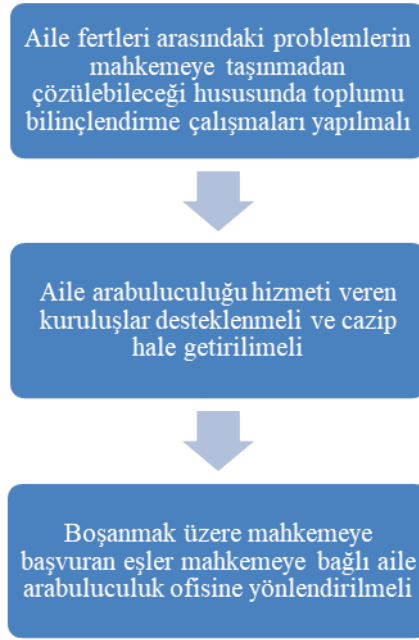 Aile fertleri arasındaki problemlerin
mahkemeye taşınmadan
çözülebileceği hususunda toplumu
bilinçlendirme çalışmaları yapılmalı
Aile arabuluculuğu hizmeti veren
kuruluşlar desteklenmeli ve cazip
hale getirilimeli
Boşanmak üzere mahkemeye
başvuran eşler mahkemeye bağlı aile
arabuluculuk ofisine yönlendirilmeli